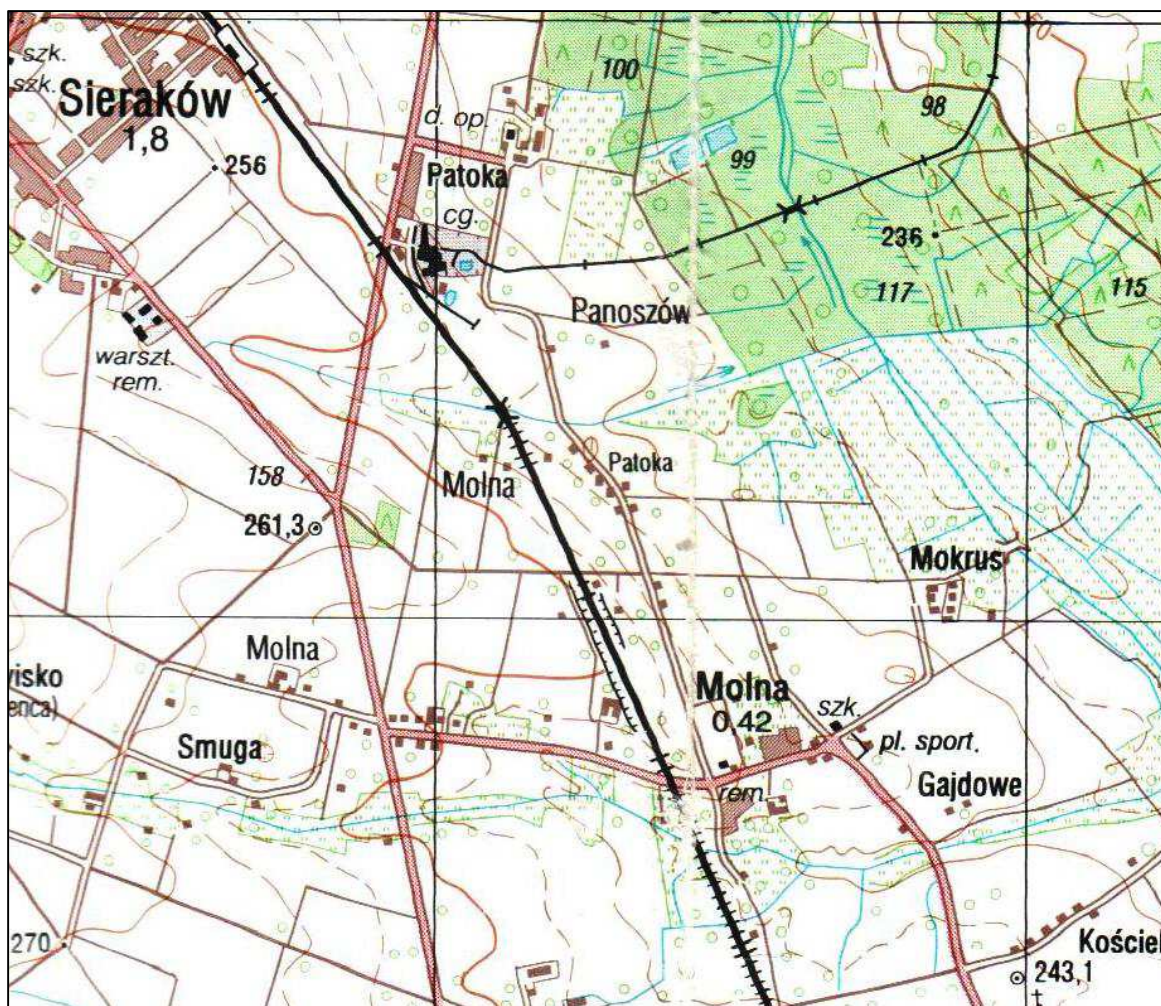 szk.
szk.
Sieraków
1,8
256
d. op.
Patoka
cg.
100
99
98
236
117
115
Panoszów
warszt.
rem.
158
261,3
Molna
Patoka
Mokrus
Molna
Smuga
Molna
0,42
szk.
pl. sport.
rem.
Gajdowe
270
243,1